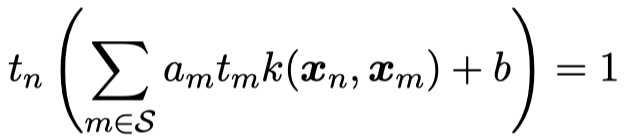 $t_n \left( \sum_{m \in \mathcal{S}} a_m t_m k(\boldsymbol{x}_n, \boldsymbol{x}_m) + b \right) = 1$